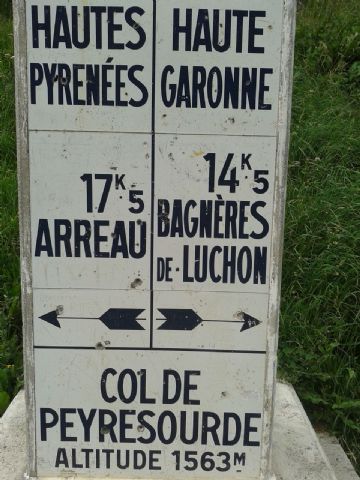 HAUTES
PYRENÉES
17K5
ARREAU
HAUTE
GARONNE
14K5
BAGNÈRES
DE-LUCHON
COL DE
PEYRESOURDE
ALTITUDE 1563M